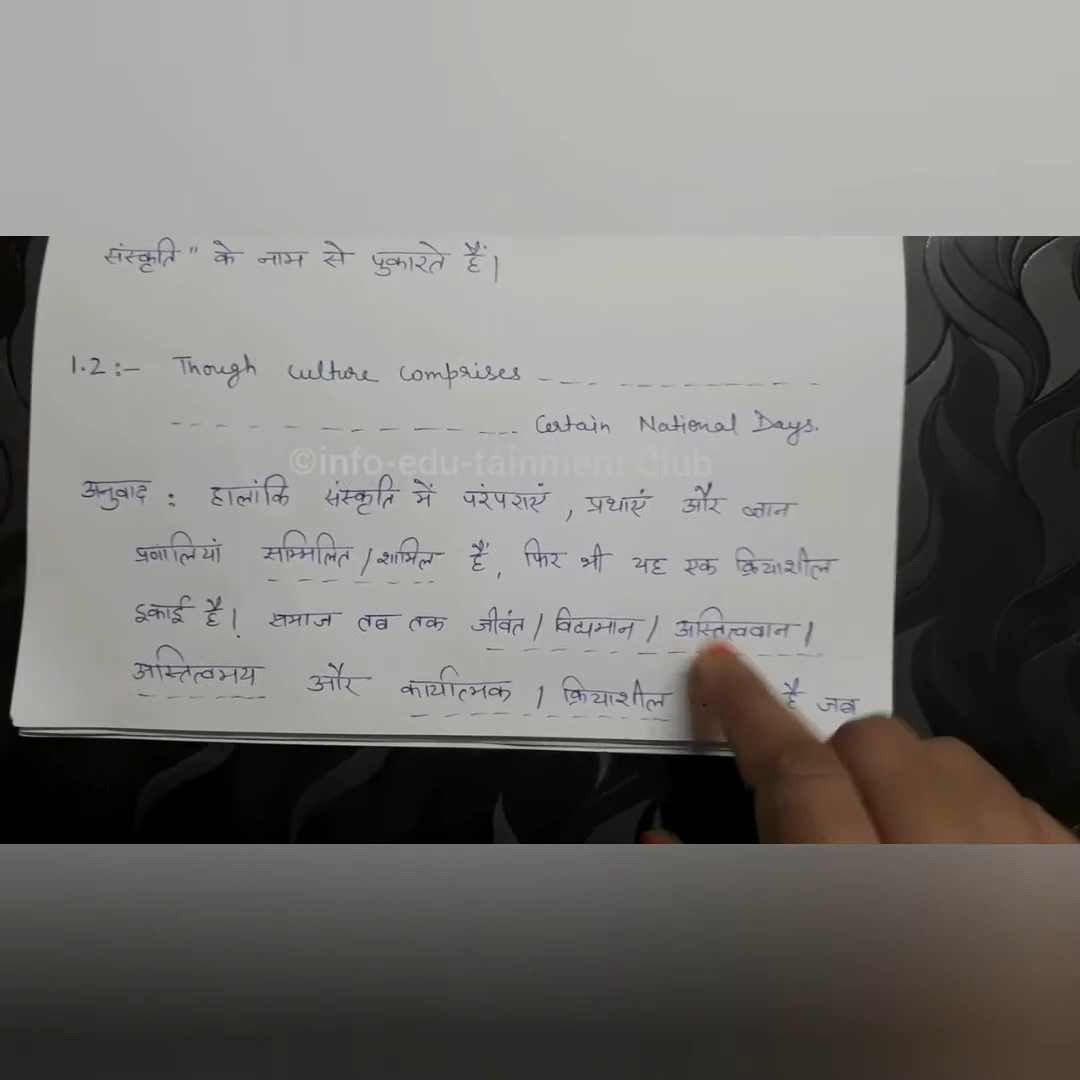 संस्कृति" के नाम से पुकारते हैं।
1.2:- Though culture comprises - - - - - - - - - - -
- - - - - - - - - - - ... Certain National Days.
©info-edu-tainment Club
अनुवाद : हालांकि संस्कृति में परंपराएं, प्रथाएं और ज्ञान
प्रणालियां सम्मिलित / शामिल हैं, फिर भी यह एक क्रियाशील
इकाई है। समाज तब तक जीवंत / विद्यमान / अस्तित्ववान /
अस्तित्वमय और कार्यात्मक / क्रियाशील है जब